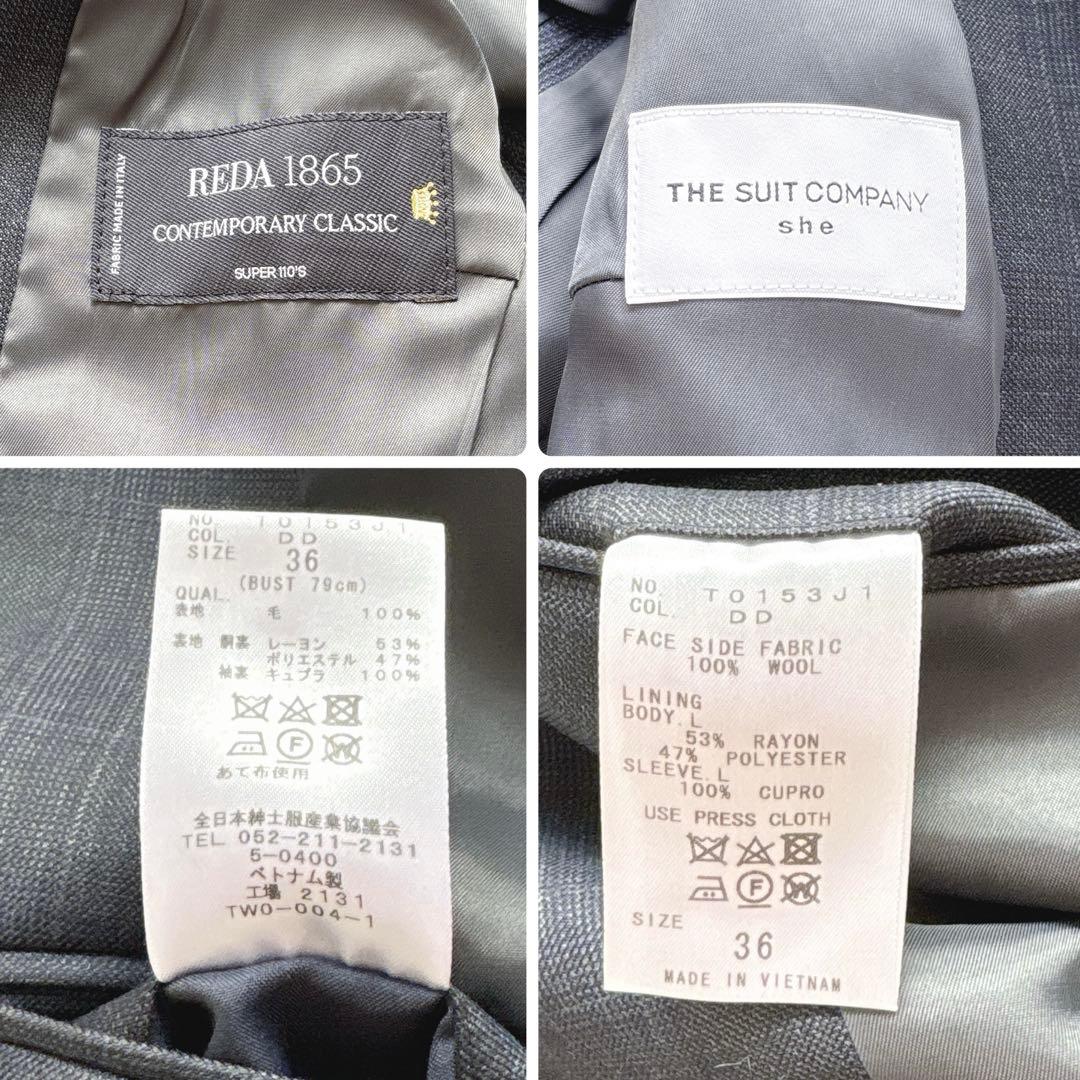 FABRIC MADE IN ITALY
REDA 1865
CONTEMPORARY CLASSIC
SUPER 110'S
THE SUIT COMPANY
she
NO. T0153J1
COL. DD
SIZE 36
(BUST 79cm)
QUAL.
表地 毛 100%
裏地 胴裏 レーヨン 53%
ポリエステル 47%
袖裏 キュプラ 100%
F
W
あて布使用
全日本紳士服産業協議会
TEL 052-211-2131
5-0400
ベトナム製
工場 2131
TW0-004-1
NO. T0153J1
COL. DD
FACE SIDE FABRIC
100% WOOL
LINING
BODY.L
53% RAYON
47% POLYESTER
SLEEVE.L
100% CUPRO
USE PRESS CLOTH
F
W
SIZE
36
MADE IN VIETNAM